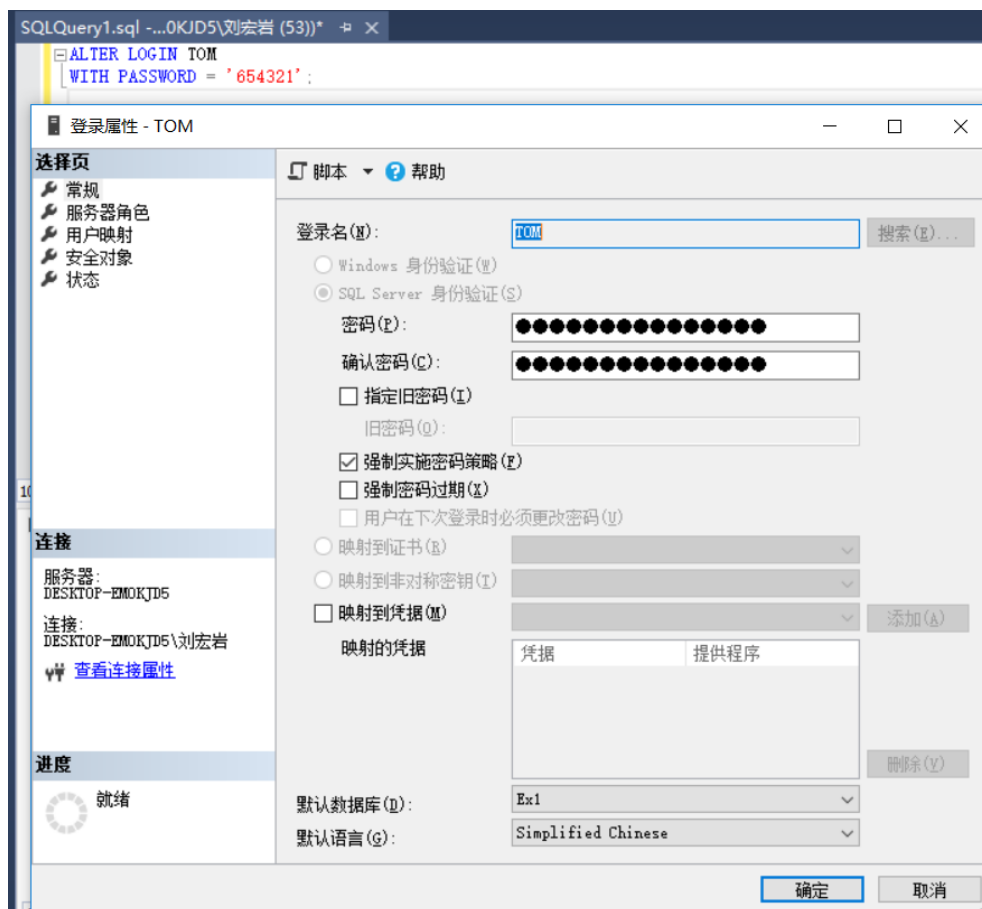 SQLQuery1.sql -...0KJD5\刘宏岩 (53))*
ALTER LOGIN TOM
WITH PASSWORD = '654321';
登录属性 - TOM
选择页
常规
服务器角色
用户映射
安全对象
状态
脚本
帮助
登录名(N):
TOM
搜索(E)...
Windows 身份验证(W)
SQL Server 身份验证(S)
密码(P):
●●●●●●●●●●●●●●●
确认密码(C):
●●●●●●●●●●●●●●●
指定旧密码(I)
旧密码(O):
强制实施密码策略(F)
强制密码过期(X)
用户在下次登录时必须更改密码(U)
映射到证书(R)
映射到非对称密钥(T)
映射到凭据(M)
添加(A)
映射的凭据
凭据
提供程序
删除(V)
默认数据库(D):
Ex1
默认语言(G):
Simplified Chinese
连接
服务器:
DESKTOP-EMOKJD5
连接:
DESKTOP-EMOKJD5\刘宏岩
查看连接属性
进度
就绪
确定
取消